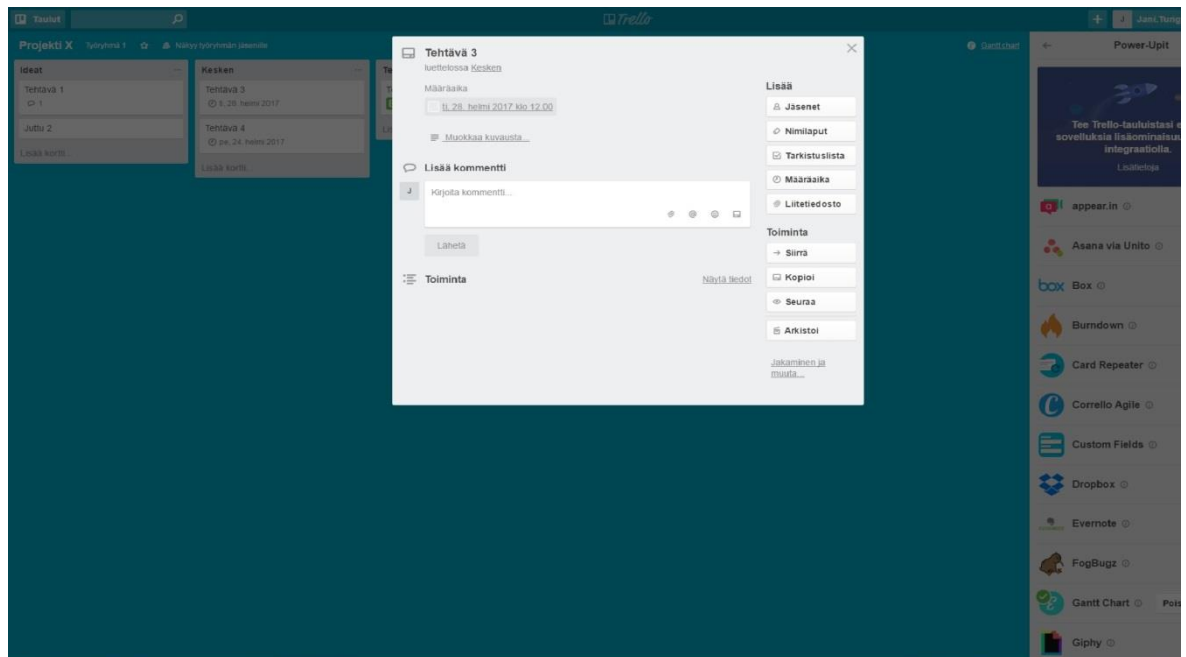 Taulut
Trello
Jani.Tung
Projekti X Työryhmä 1 Näkyy työryhmän jäsenille Ganttchart
Ideat
Tehtävä 1
1
Juttu 2
Lisää kortti...
Kesken
Tehtävä 3
ti, 28. helmi 2017
Tehtävä 4
pe, 24. helmi 2017
Lisää kortti...
Te
Tehtävä 3
luettelossa Kesken
Määräaika
ti, 28. helmi 2017 klo 12.00
Muokkaa kuvausta...
Lisää kommentti
J
Kirjoita kommentti...
Lähetä
Toiminta Näytä tiedot
Lisää
Jäsenet
Nimilaput
Tarkistuslista
Määräaika
Liitetiedosto
Toiminta
Siirrä
Kopioi
Seuraa
Arkistoi
Jakaminen ja
muuta...
Power-Upit
Tee Trello-tauluistasi e
sovelluksia lisäominaisuu
integraatiolla.
Lisätietoja
appear.in
Asana via Unito
box Box
Burndown
Card Repeater
Corrello Agile
Custom Fields
Dropbox
Evernote
FogBugz
Gantt Chart Pois
Giphy